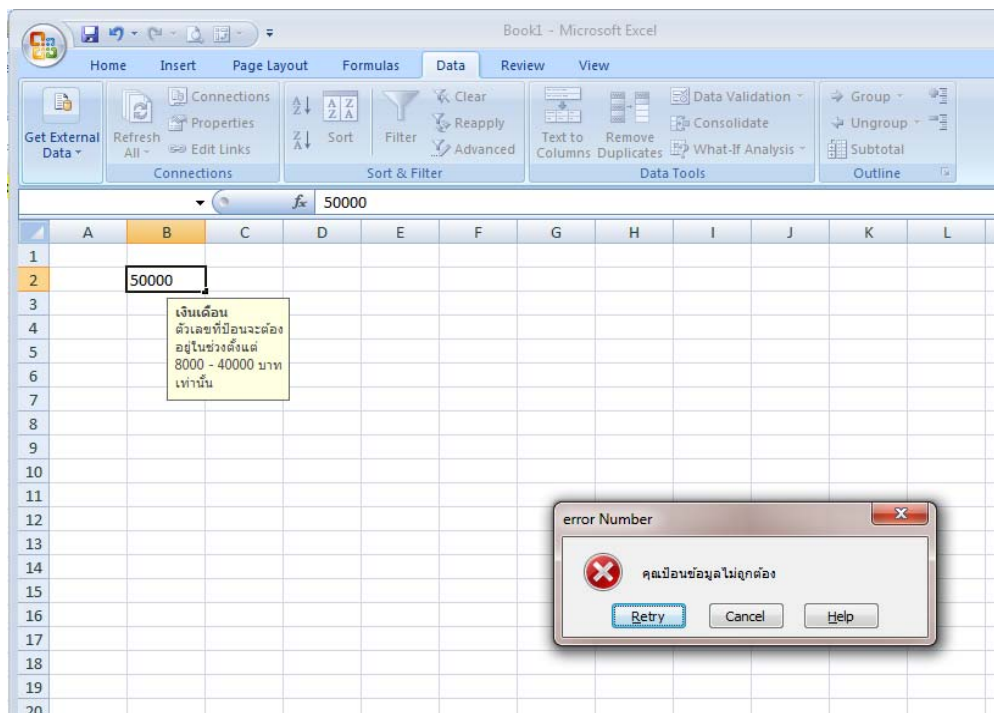 Book1 - Microsoft Excel
Home Insert Page Layout Formulas Data Review View
Get External Data
Refresh All
Connections
Properties
Edit Links
Connections
Sort
Filter
Clear
Reapply
Advanced
Sort & Filter
Text to Columns
Remove Duplicates
Data Validation
Consolidate
What-If Analysis
Data Tools
Group
Ungroup
Subtotal
Outline
fx 50000
A B C D E F G H I J K L
1
2 50000
3
4
5
6
7
8
9
10
11
12
13
14
15
16
17
18
19
20
เงินเดือน
ตัวเลขที่ป้อนจะต้อง
อยู่ในช่วงตั้งแต่
8000 - 40000 บาท
เท่านั้น
error Number
คุณป้อนข้อมูลไม่ถูกต้อง
Retry Cancel Help